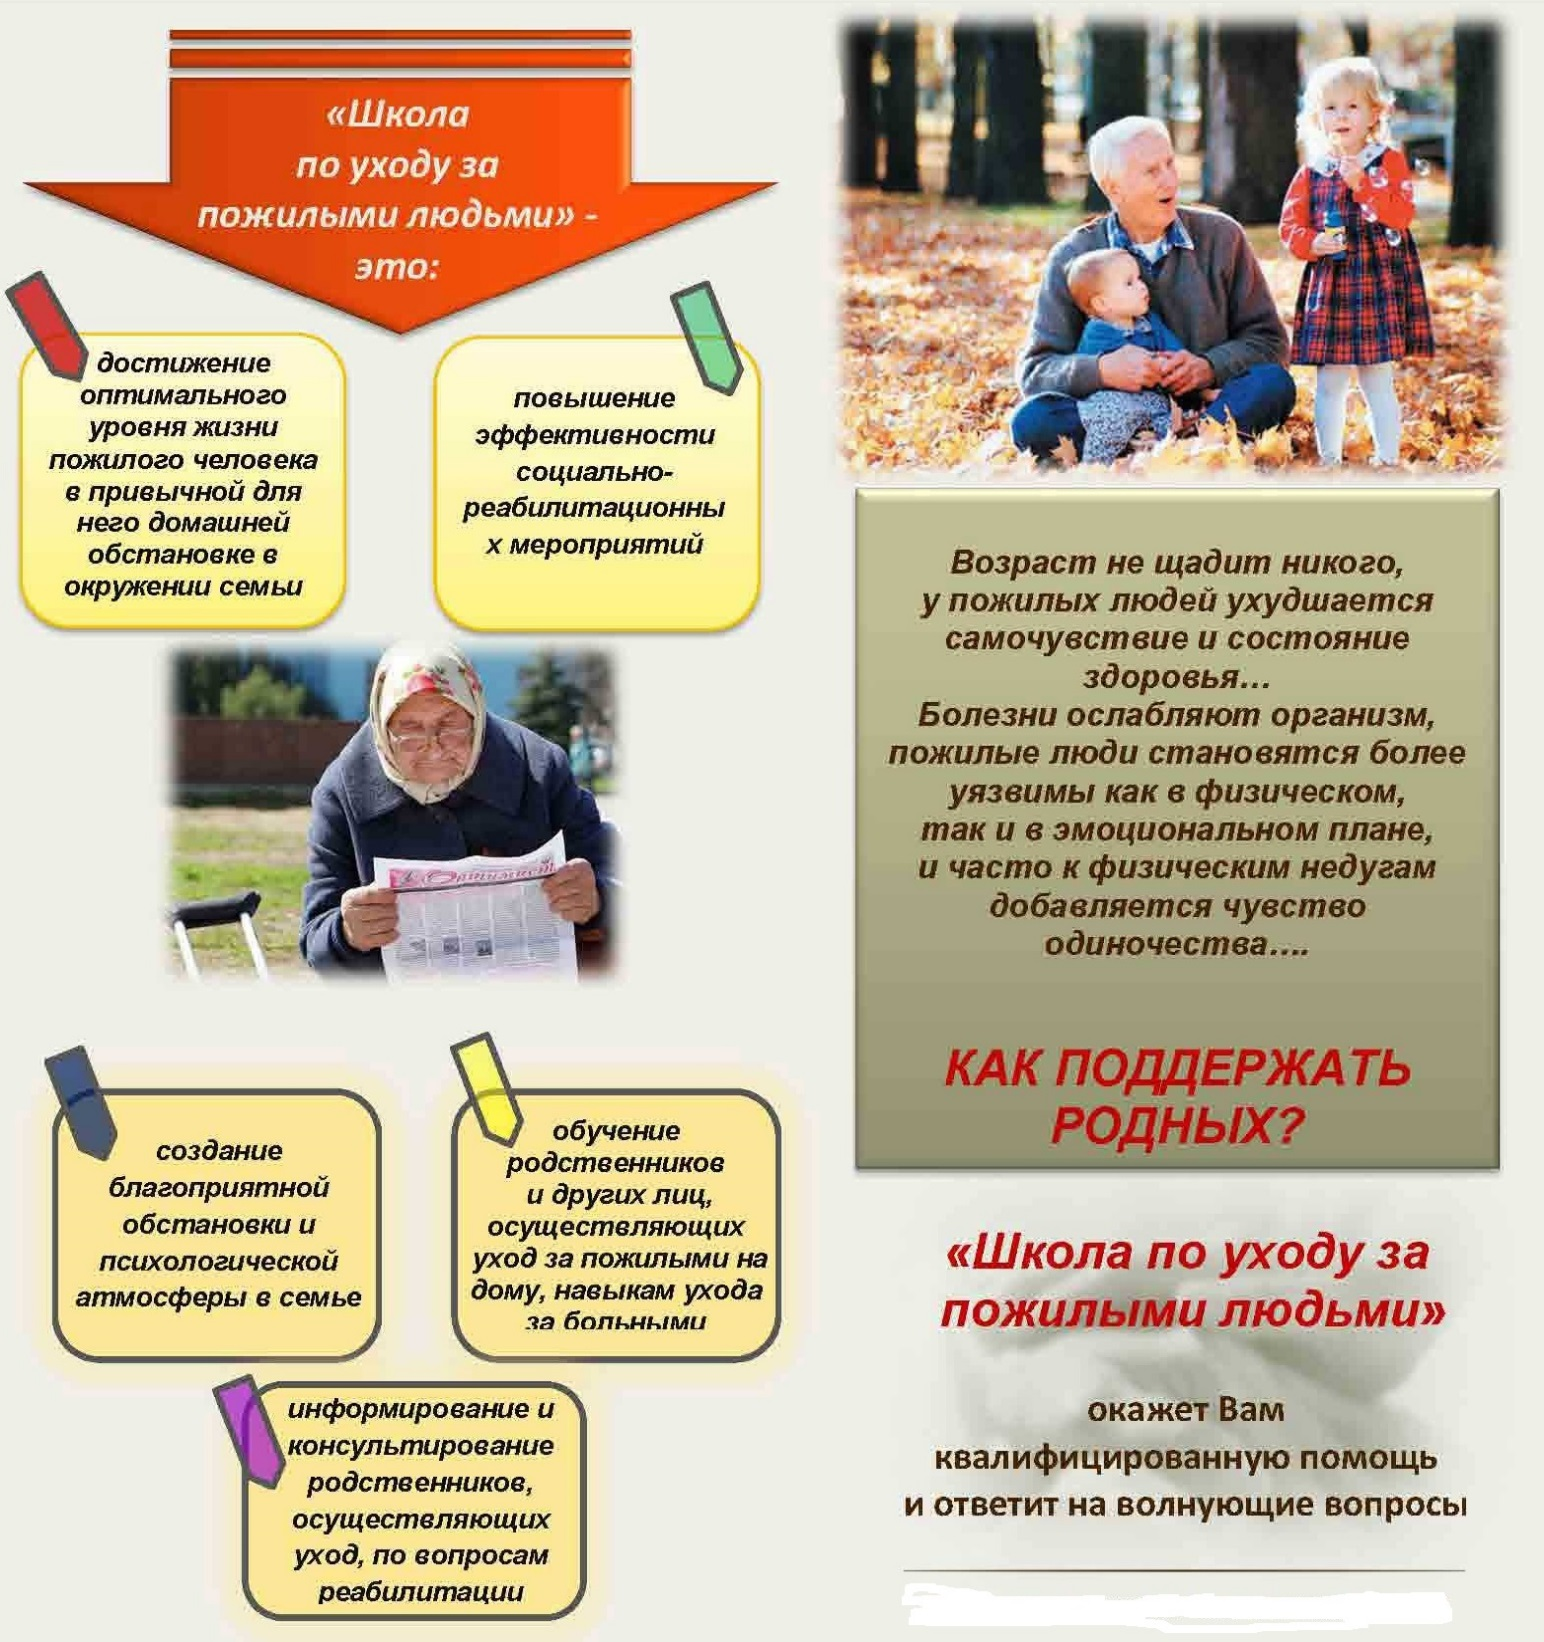 «Школа
по уходу за
пожилыми людьми» -
это:
достижение
оптимального
уровня жизни
пожилого человека
в привычной для
него домашней
обстановке в
окружении семьи
повышение
эффективности
социально-
реабилитационны
х мероприятий
Оптимист
создание
благоприятной
обстановки и
психологической
атмосферы в семье
обучение
родственников
и других лиц,
осуществляющих
уход за пожилыми на
дому, навыкам ухода
за больными
информирование и
консультирование
родственников,
осуществляющих
уход, по вопросам
реабилитации
Возраст не щадит никого,
у пожилых людей ухудшается
самочувствие и состояние
здоровья...
Болезни ослабляют организм,
пожилые люди становятся более
уязвимы как в физическом,
так и в эмоциональном плане,
и часто к физическим недугам
добавляется чувство
одиночества....
КАК ПОДДЕРЖАТЬ
РОДНЫХ?
«Школа по уходу за
пожилыми людьми»
окажет Вам
квалифицированную помощь
и ответит на волнующие вопросы